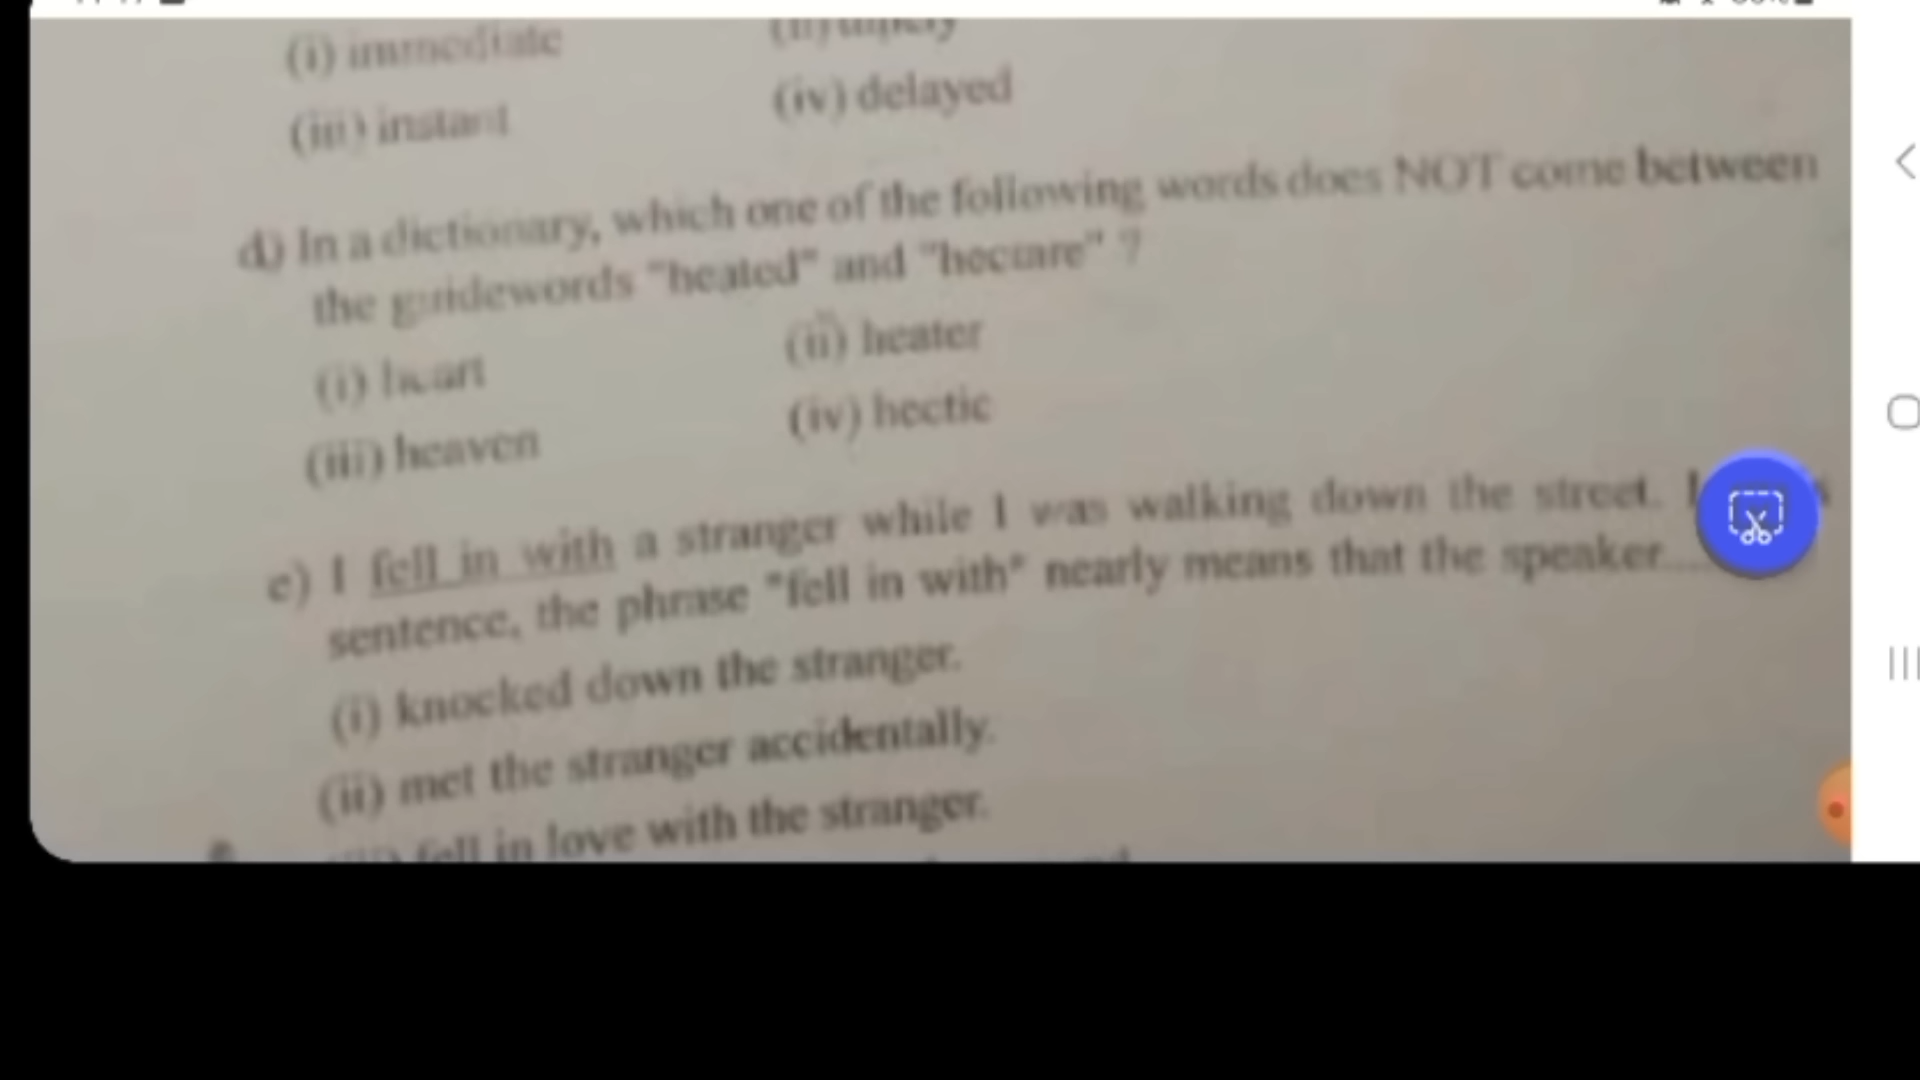 (i) immediate
(iii) instant
(iv) delayed
d) In a dictionary, which one of the following words does NOT come between
the guidewords "heated" and "hectare" ?
(i) heart
(ii) heater
(iii) heaven
(iv) hectic
e) I fell in with a stranger while I was walking down the street.
sentence, the phrase "fell in with" nearly means that the speaker....
(i) knocked down the stranger.
(ii) met the stranger accidentally.
fell in love with the stranger.